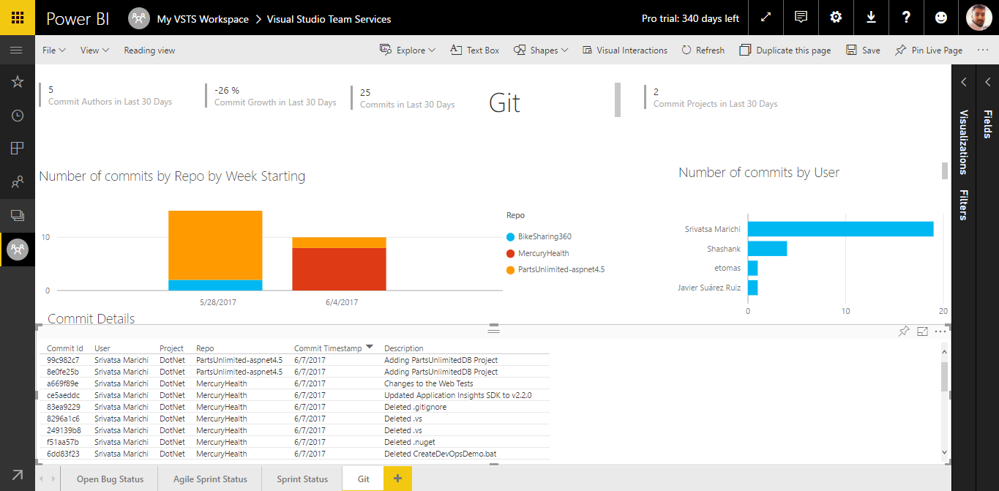 Power BI
My VSTS Workspace > Visual Studio Team Services
Pro trial: 340 days left
?
File
View
Reading view
Explore
Text Box
Shapes
Visual Interactions
Refresh
Duplicate this page
Save
Pin Live Page
5
Commit Authors in Last 30 Days
-26 %
Commit Growth in Last 30 Days
25
Commits in Last 30 Days
Git
2
Commit Projects in Last 30 Days
Visualizations
Filters
Fields
Number of commits by Repo by Week Starting
10
0
5/28/2017
6/4/2017
Repo
BikeSharing360
MercuryHealth
PartsUnlimited-aspnet4.5
Number of commits by User
Srivatsa Marichi
Shashank
etomas
Javier Suárez Ruiz
0 10 20
Commit Details
Commit Id User Project Repo Commit Timestamp Description
99c982c7 Srivatsa Marichi DotNet PartsUnlimited-aspnet4.5 6/7/2017 Adding PartsUnlimitedDB Project
8e0fe25b Srivatsa Marichi DotNet PartsUnlimited-aspnet4.5 6/7/2017 Adding PartsUnlimitedDB Project
a669f89e Srivatsa Marichi DotNet MercuryHealth 6/7/2017 Changes to the Web Tests
ce5aeddc Srivatsa Marichi DotNet MercuryHealth 6/7/2017 Updated Application Insights SDK to v2.2.0
83ea9229 Srivatsa Marichi DotNet MercuryHealth 6/7/2017 Deleted .gitignore
8296a1c6 Srivatsa Marichi DotNet MercuryHealth 6/7/2017 Deleted .vs
249139b8 Srivatsa Marichi DotNet MercuryHealth 6/7/2017 Deleted .vs
f51aa57b Srivatsa Marichi DotNet MercuryHealth 6/7/2017 Deleted .nuget
6dd83f23 Srivatsa Marichi DotNet MercuryHealth 6/7/2017 Deleted CreateDevOpsDemo.bat
Open Bug Status
Agile Sprint Status
Sprint Status
Git
+